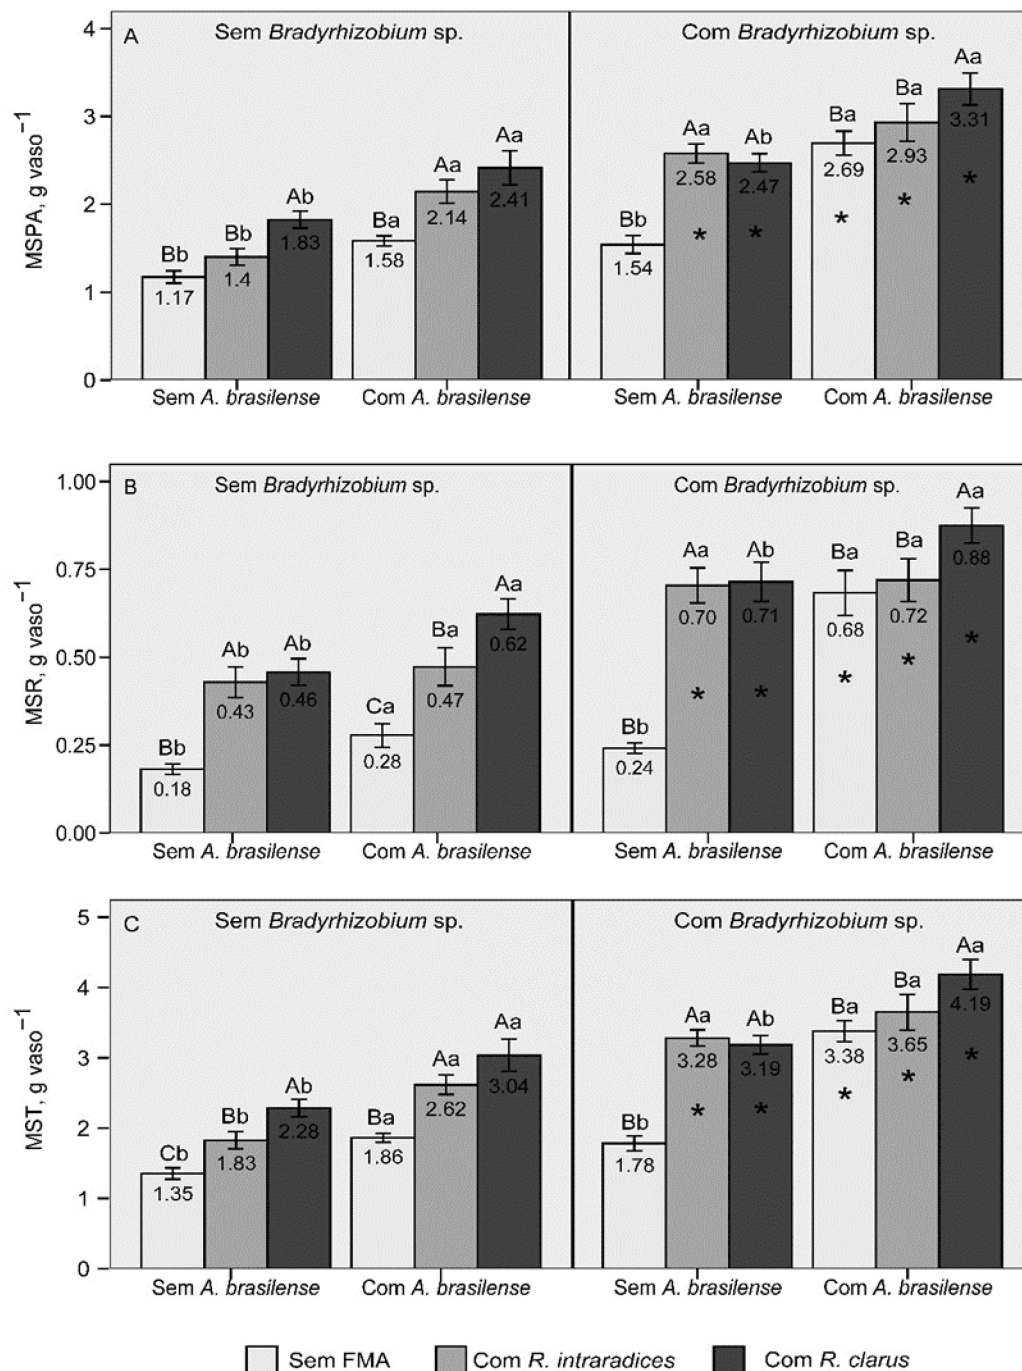 A
Sem Bradyrhizobium sp.
Com Bradyrhizobium sp.
MSPA, g vaso⁻¹
4
3
2
1
0
Bb
1.17
Bb
1.4
Ab
1.83
Ba
1.58
Aa
2.14
Aa
2.41
Bb
1.54
Aa
2.58
*
Ab
2.47
*
Ba
2.69
*
Ba
2.93
*
Aa
3.31
*
Sem A. brasilense
Com A. brasilense
Sem A. brasilense
Com A. brasilense
B
Sem Bradyrhizobium sp.
Com Bradyrhizobium sp.
MSR, g vaso⁻¹
1.00
0.75
0.50
0.25
0.00
Bb
0.18
Ab
0.43
Ab
0.46
Ca
0.28
Ba
0.47
Aa
0.62
Bb
0.24
Aa
0.70
*
Ab
0.71
*
Ba
0.68
*
Ba
0.72
*
Aa
0.88
*
Sem A. brasilense
Com A. brasilense
Sem A. brasilense
Com A. brasilense
C
Sem Bradyrhizobium sp.
Com Bradyrhizobium sp.
MST, g vaso⁻¹
5
4
3
2
1
0
Cb
1.35
Bb
1.83
Ab
2.28
Ba
1.86
Aa
2.62
Aa
3.04
Bb
1.78
Aa
3.28
*
Ab
3.19
*
Ba
3.38
*
Ba
3.65
*
Aa
4.19
*
Sem A. brasilense
Com A. brasilense
Sem A. brasilense
Com A. brasilense
Sem FMA
Com R. intraradices
Com R. clarus